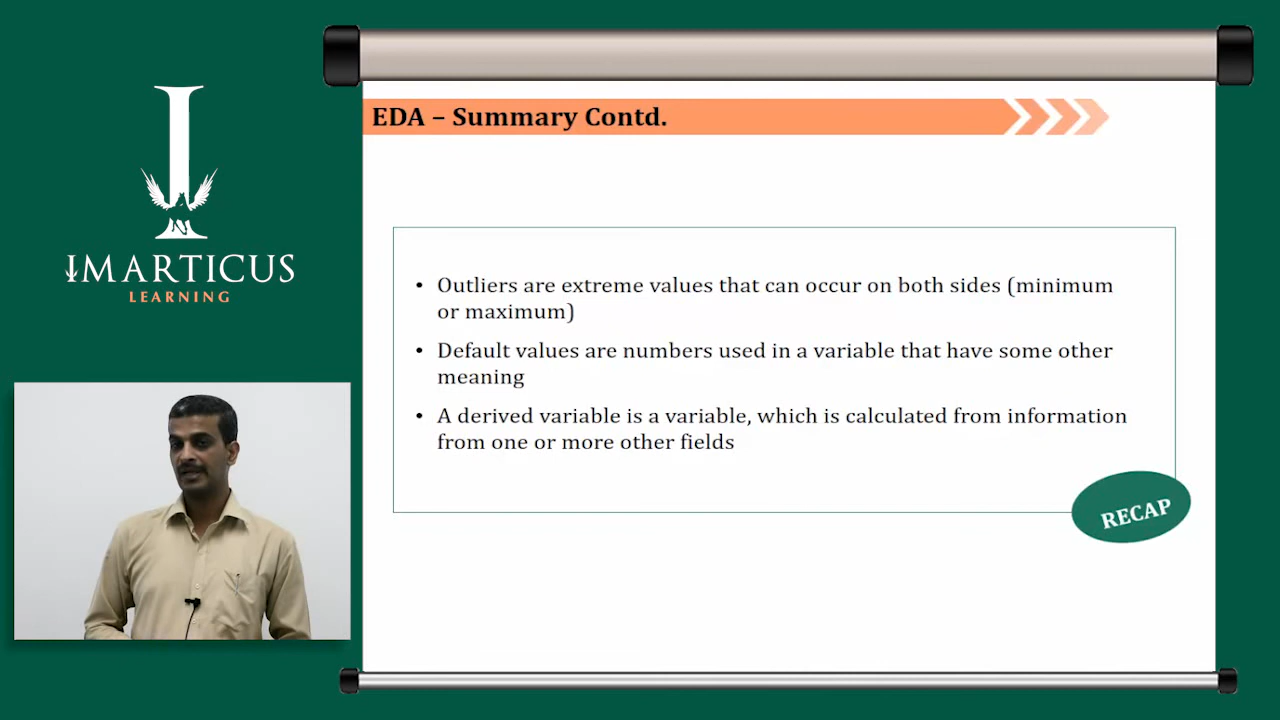 IMARTICUS
LEARNING
EDA – Summary Contd.
• Outliers are extreme values that can occur on both sides (minimum
or maximum)
• Default values are numbers used in a variable that have some other
meaning
• A derived variable is a variable, which is calculated from information
from one or more other fields
RECAP